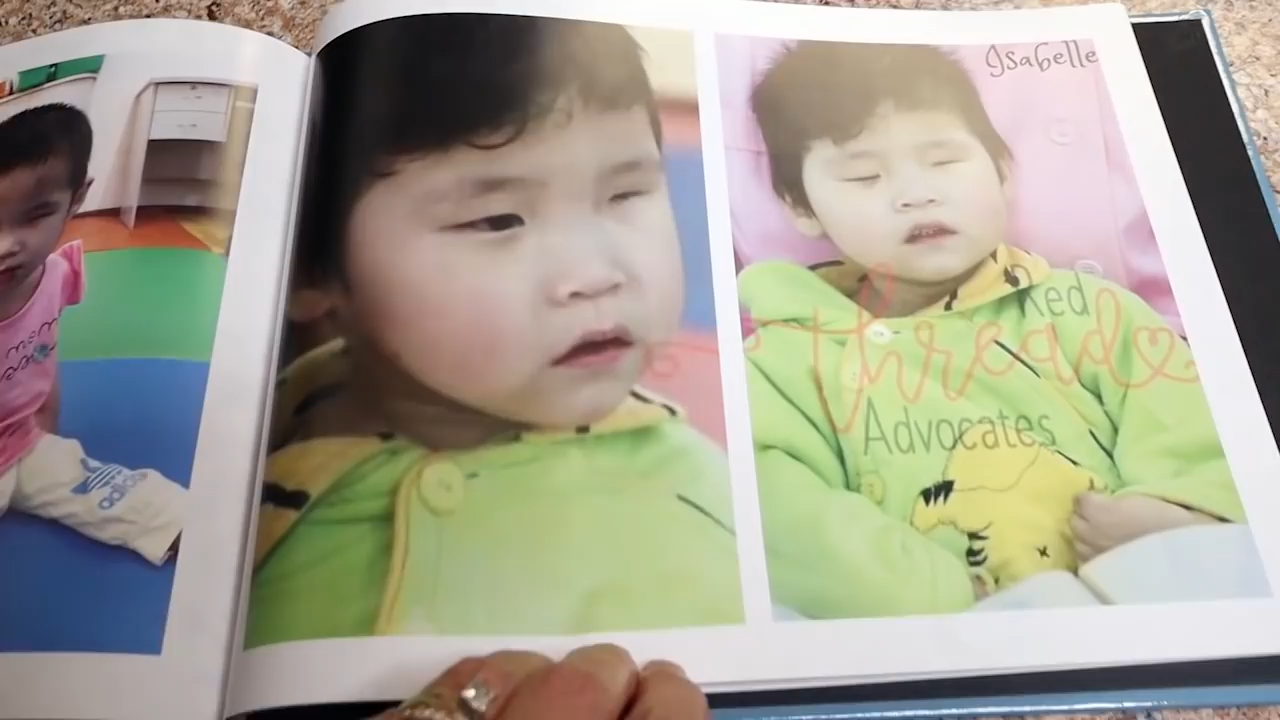 adidas
Isabelle
Red
thread
Advocates